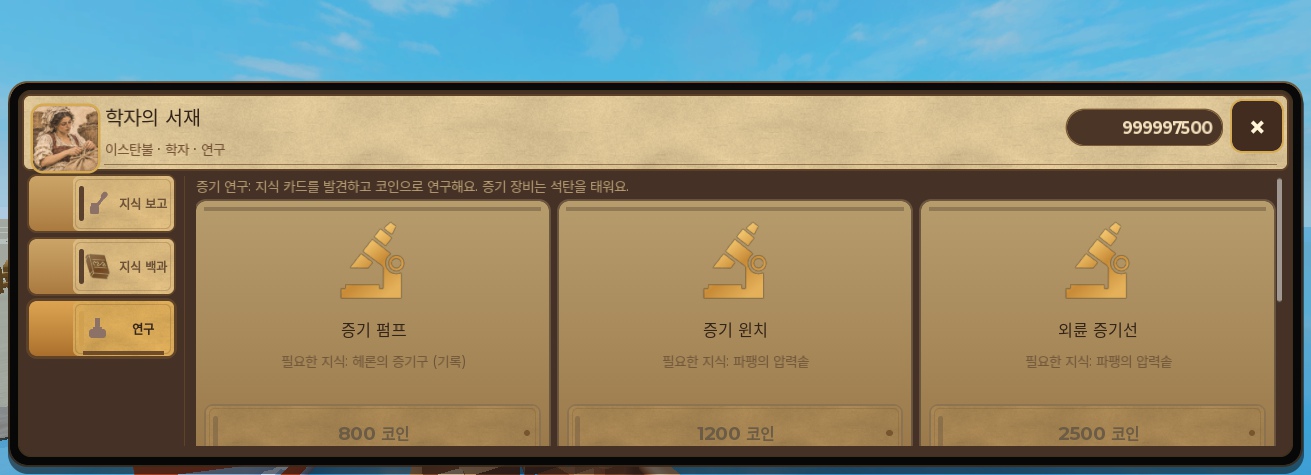 학자의 서재
이스탄불 · 학자 · 연구
999997500
×
지식 보고
지식 백과
연구
증기 연구: 지식 카드를 발견하고 코인으로 연구해요. 증기 장비는 석탄을 태워요.
증기 펌프
필요한 지식: 헤론의 증기구 (기록)
800 코인
증기 윈치
필요한 지식: 파팽의 압력솥
1200 코인
외륜 증기선
필요한 지식: 파팽의 압력솥
2500 코인